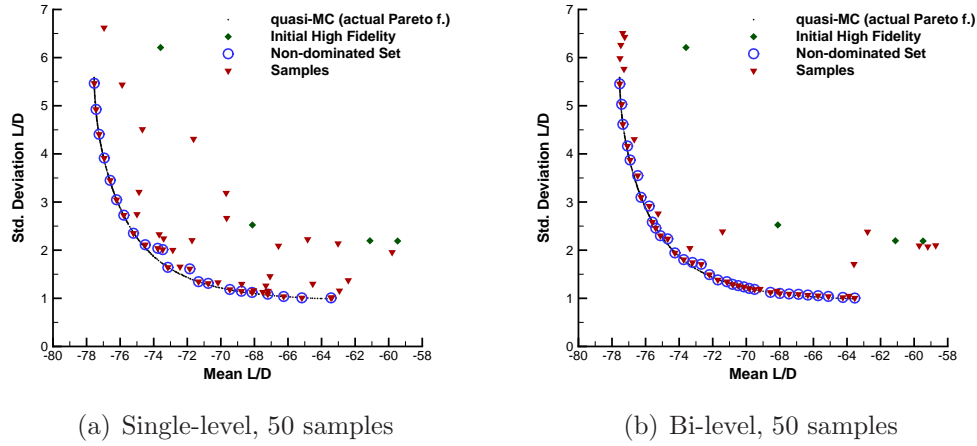 7
6
5
4
3
2
1
0
-80 -78 -76 -74 -72 -70 -68 -66 -64 -62 -60 -58
Std. Deviation L/D
Mean L/D
quasi-MC (actual Pareto f.)
Initial High Fidelity
Non-dominated Set
Samples
(a) Single-level, 50 samples
7
6
5
4
3
2
1
0
-80 -78 -76 -74 -72 -70 -68 -66 -64 -62 -60 -58
Std. Deviation L/D
Mean L/D
quasi-MC (actual Pareto f.)
Initial High Fidelity
Non-dominated Set
Samples
(b) Bi-level, 50 samples